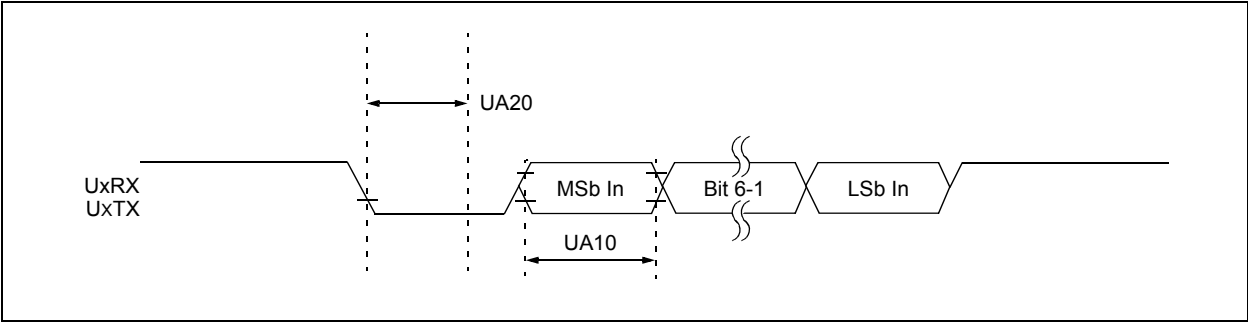 UA20
UxRX
UxTX
MSb In
Bit 6-1
LSb In
UA10